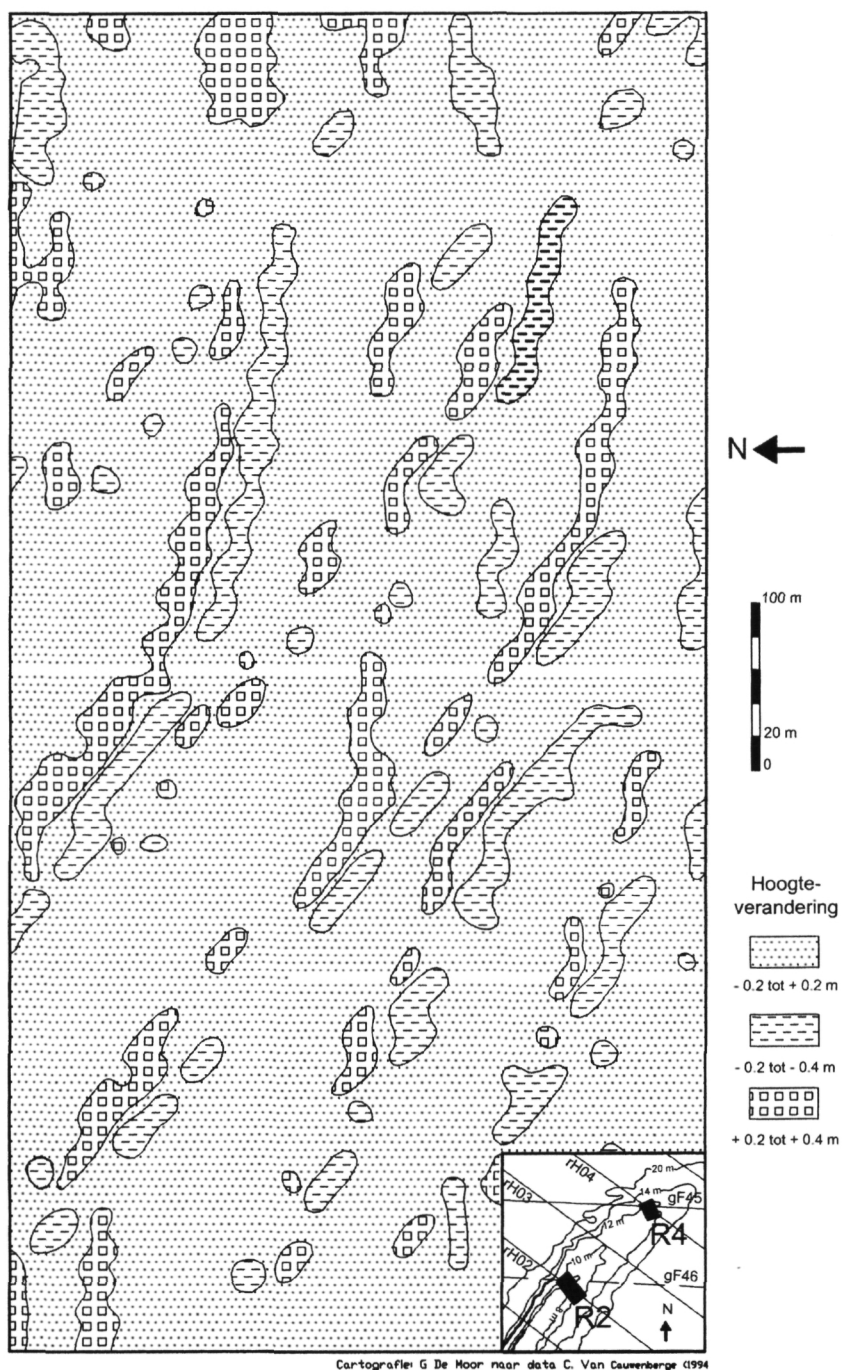 N
100 m
20 m
0
Hoogte-
verandering
- 0.2 tot + 0.2 m
- 0.2 tot - 0.4 m
+ 0.2 tot + 0.4 m
rH04
20 m
rH03
14 m
gF45
12 m
R4
rH02
10 m
gF46
8 m
R2
N
Cartografie: G De Moor naar data C. Van Cauwenberge (1994